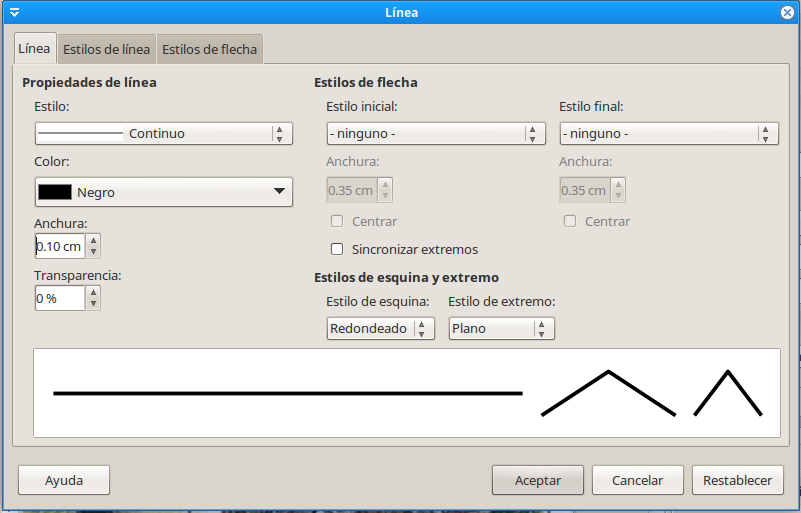 Línea
Línea
Estilos de línea
Estilos de flecha
Propiedades de línea
Estilo:
Continuo
Color:
Negro
Anchura:
0.10 cm
Transparencia:
0 %
Estilos de flecha
Estilo inicial:
- ninguno -
Estilo final:
- ninguno -
Anchura:
0.35 cm
Anchura:
0.35 cm
Centrar
Centrar
Sincronizar extremos
Estilos de esquina y extremo
Estilo de esquina:
Redondeado
Estilo de extremo:
Plano
Ayuda
Aceptar
Cancelar
Restablecer